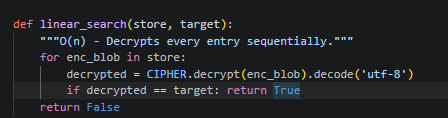 def linear_search(store, target):
    """O(n) - Decrypts every entry sequentially."""
    for enc_blob in store:
        decrypted = CIPHER.decrypt(enc_blob).decode('utf-8')
        if decrypted == target: return True
    return False